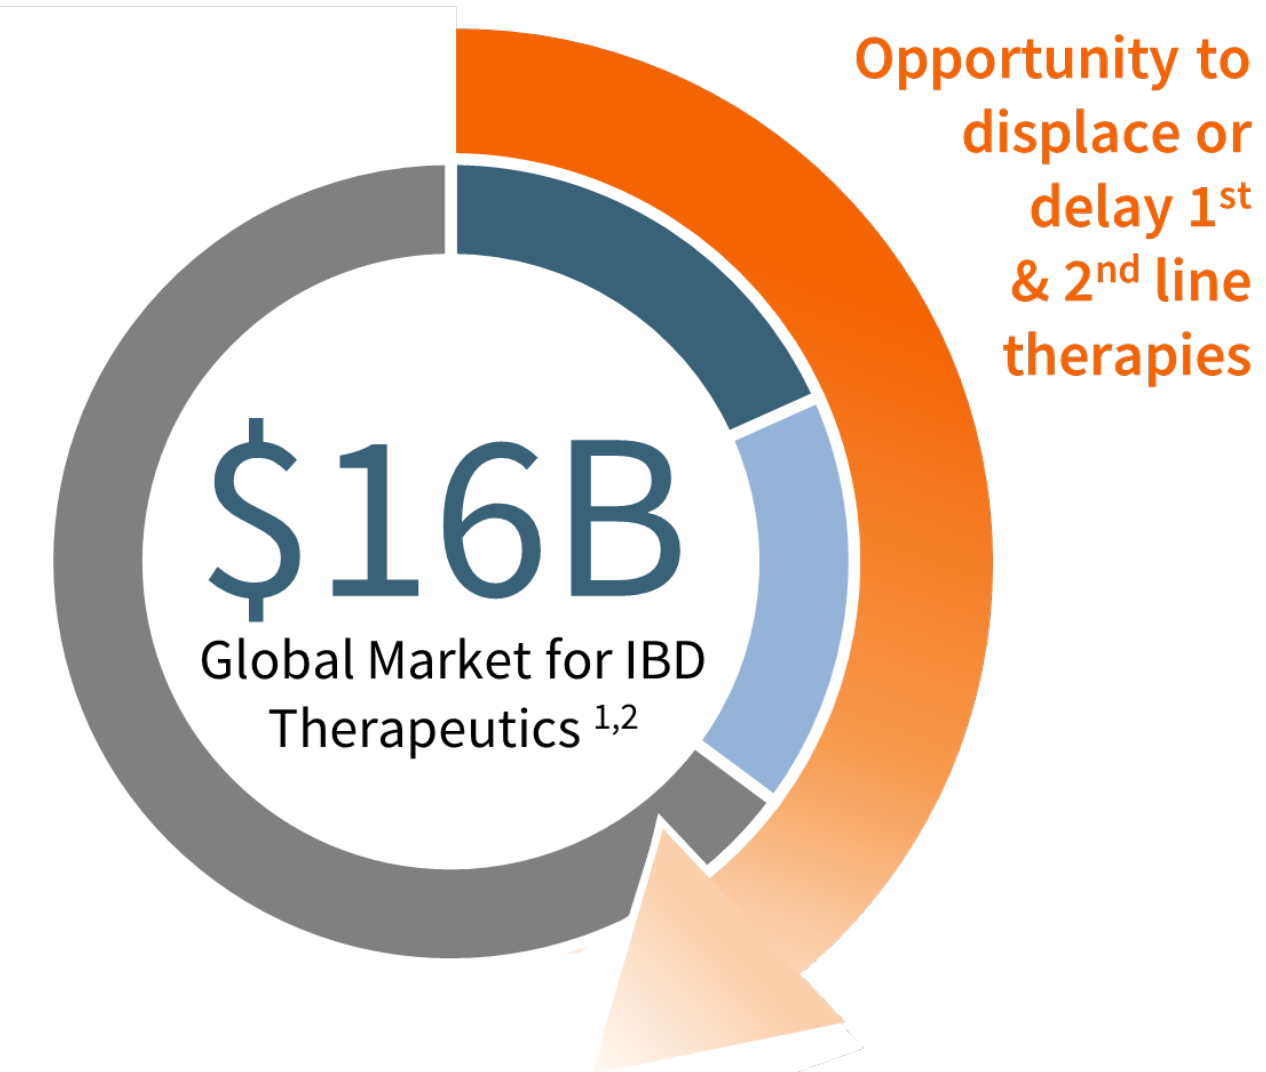 Opportunity to
displace or
delay 1st
& 2nd line
therapies
$16B
Global Market for IBD
Therapeutics 1,2